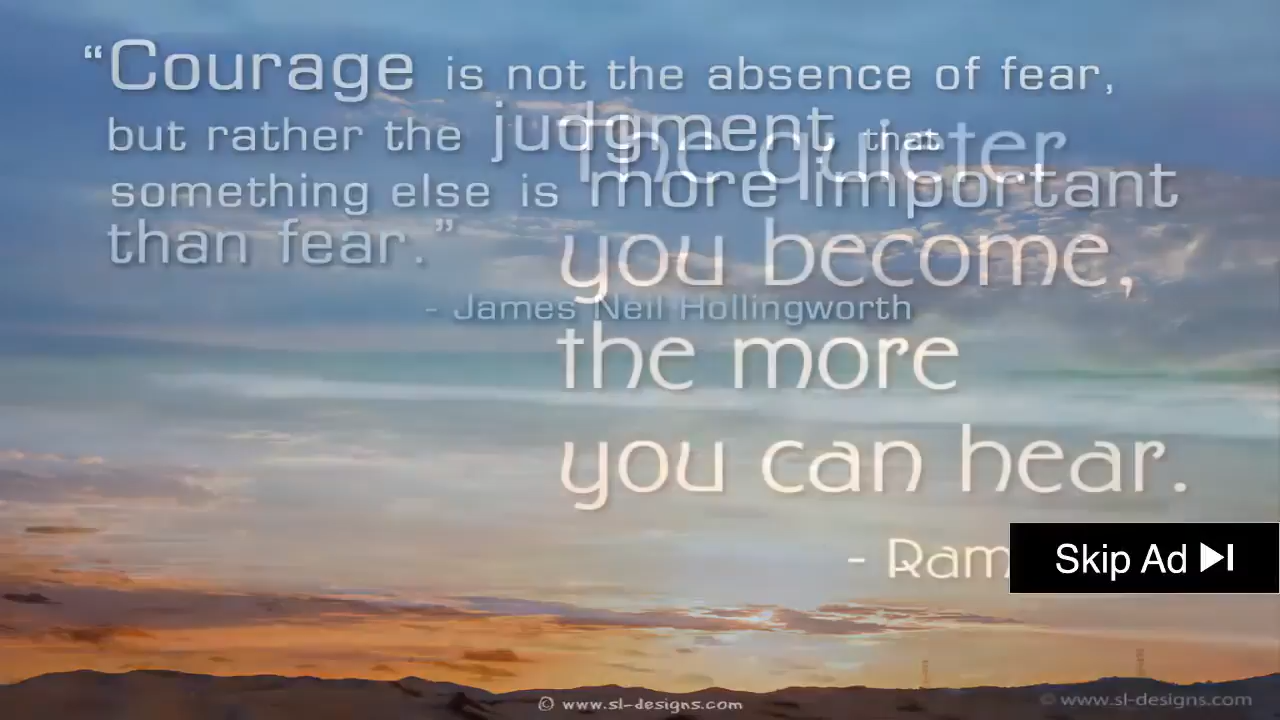 “Courage is not the absence of fear,
but rather the judgment, that
something else is more important
than fear.”
- James Neil Hollingworth
The quieter
you become,
the more
you can hear.
- Ram
Skip Ad
© www.sl-designs.com
© www.sl-designs.com